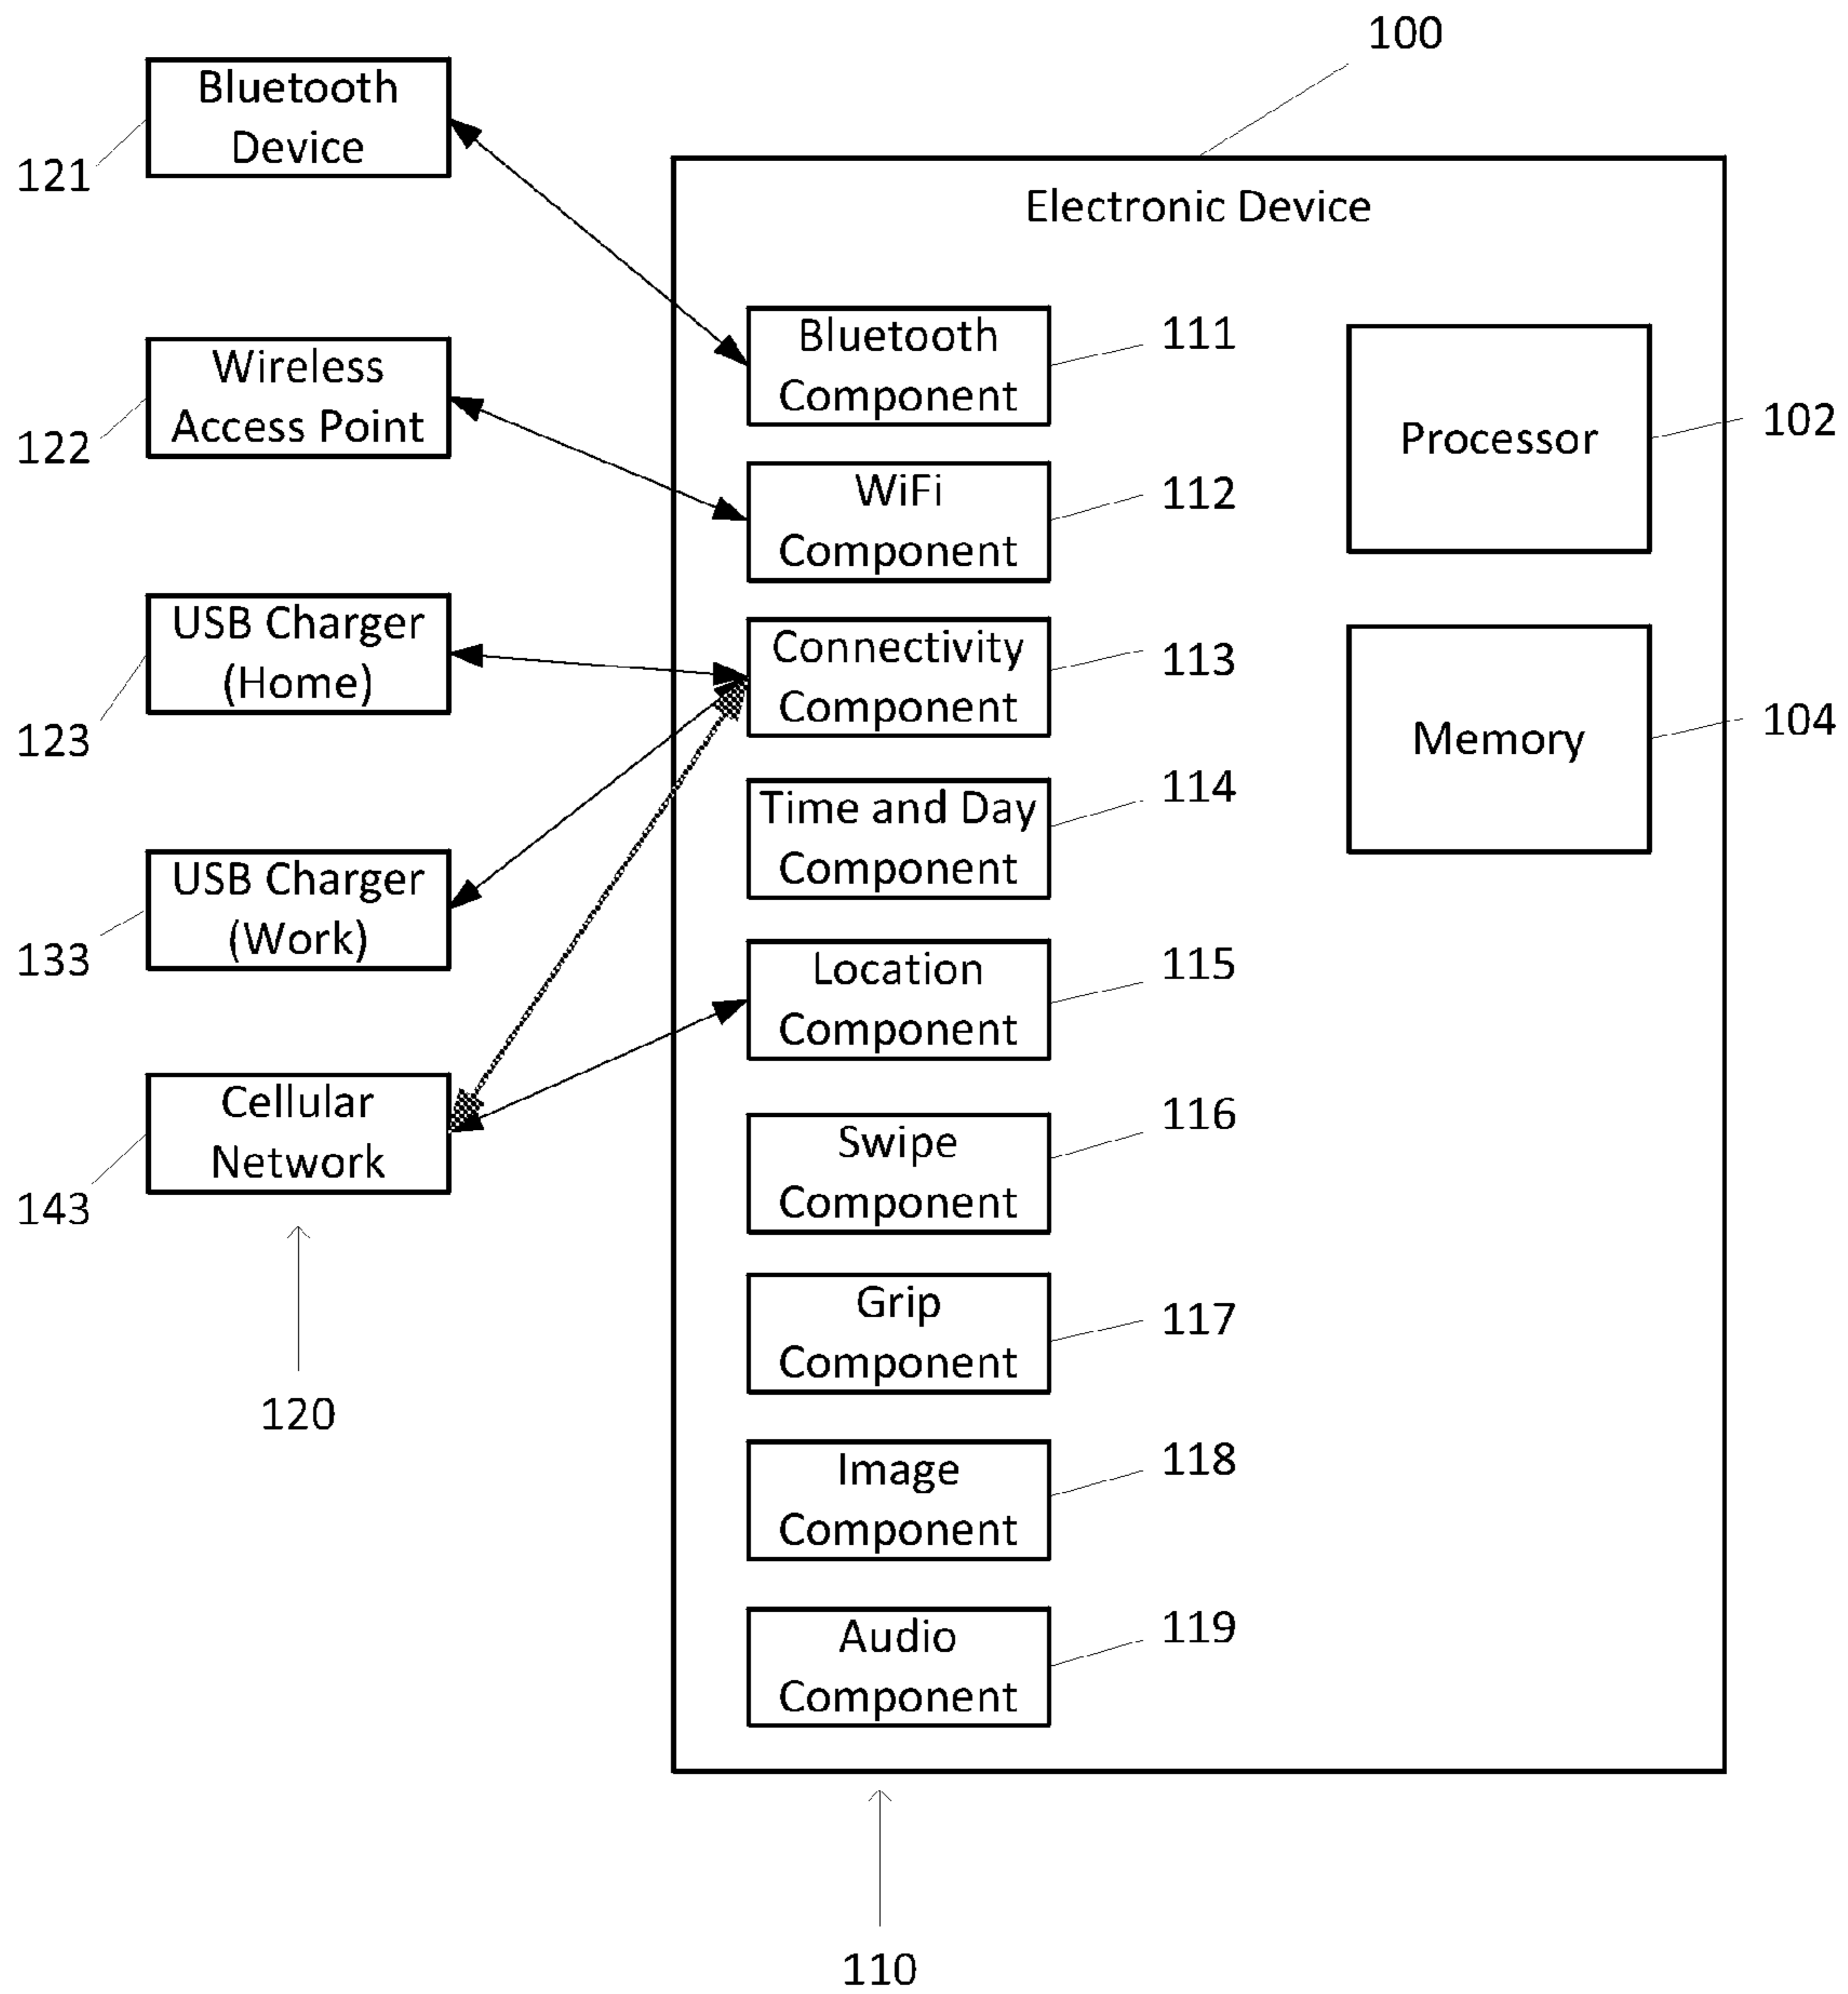 100
Bluetooth
Device
121
Electronic Device
Wireless
Access Point
122
USB Charger
(Home)
123
USB Charger
(Work)
133
Cellular
Network
143
120
Bluetooth
Component
111
WiFi
Component
112
Connectivity
Component
113
Time and Day
Component
114
Location
Component
115
Swipe
Component
116
Grip
Component
117
Image
Component
118
Audio
Component
119
Processor
102
Memory
104
110